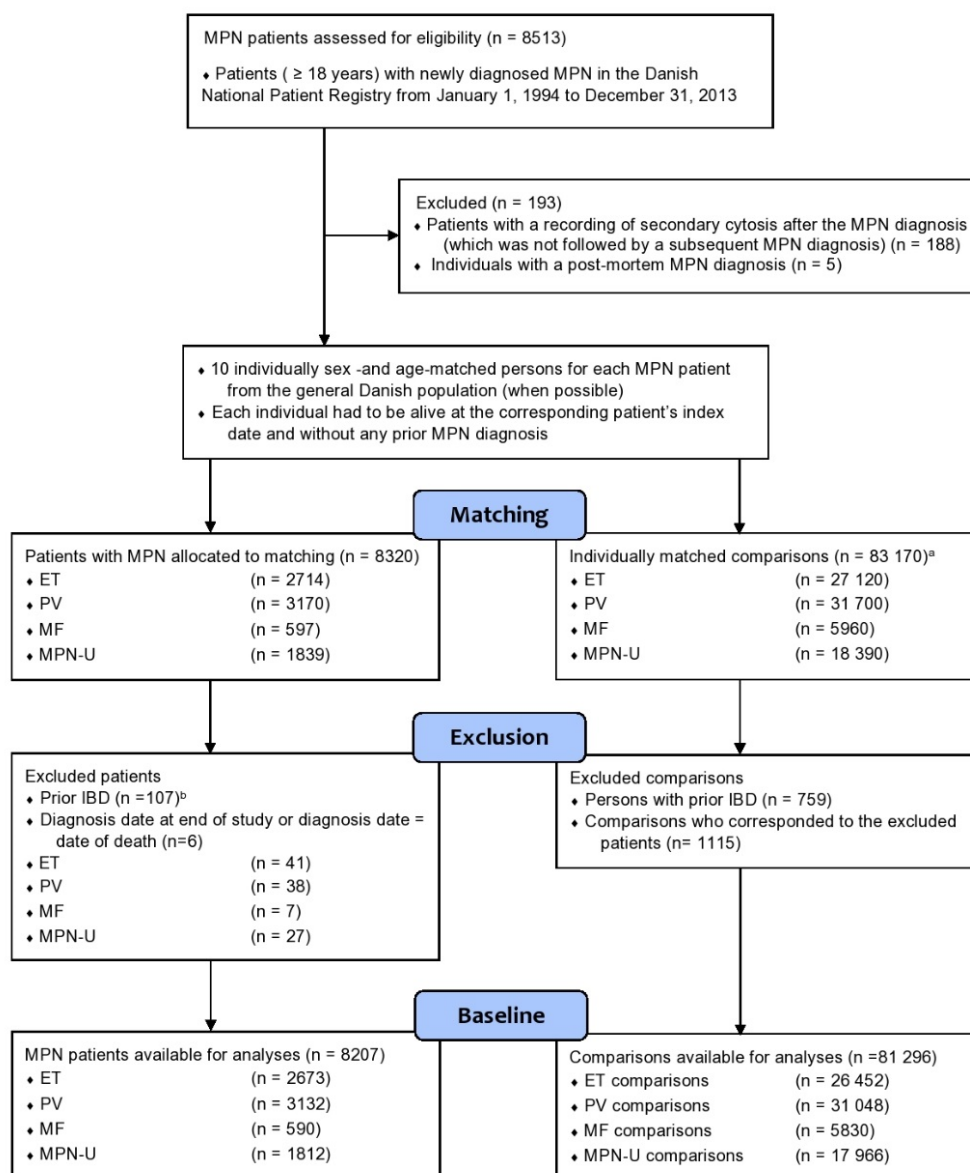 MPN patients assessed for eligibility (n = 8513)
♦ Patients ( ≥ 18 years) with newly diagnosed MPN in the Danish
National Patient Registry from January 1, 1994 to December 31, 2013
Excluded (n = 193)
♦ Patients with a recording of secondary cytosis after the MPN diagnosis
(which was not followed by a subsequent MPN diagnosis) (n = 188)
♦ Individuals with a post-mortem MPN diagnosis (n = 5)
♦ 10 individually sex -and age-matched persons for each MPN patient
from the general Danish population (when possible)
♦ Each individual had to be alive at the corresponding patient's index
date and without any prior MPN diagnosis
Matching
Patients with MPN allocated to matching (n = 8320)
♦ ET (n = 2714)
♦ PV (n = 3170)
♦ MF (n = 597)
♦ MPN-U (n = 1839)
Individually matched comparisons (n = 83 170)ᵃ
♦ ET (n = 27 120)
♦ PV (n = 31 700)
♦ MF (n = 5960)
♦ MPN-U (n = 18 390)
Exclusion
Excluded patients
♦ Prior IBD (n =107)ᵇ
♦ Diagnosis date at end of study or diagnosis date =
date of death (n=6)
♦ ET (n = 41)
♦ PV (n = 38)
♦ MF (n = 7)
♦ MPN-U (n = 27)
Excluded comparisons
♦ Persons with prior IBD (n = 759)
♦ Comparisons who corresponded to the excluded
patients (n= 1115)
Baseline
MPN patients available for analyses (n = 8207)
♦ ET (n = 2673)
♦ PV (n = 3132)
♦ MF (n = 590)
♦ MPN-U (n = 1812)
Comparisons available for analyses (n =81 296)
♦ ET comparisons (n = 26 452)
♦ PV comparisons (n = 31 048)
♦ MF comparisons (n = 5830)
♦ MPN-U comparisons (n = 17 966)